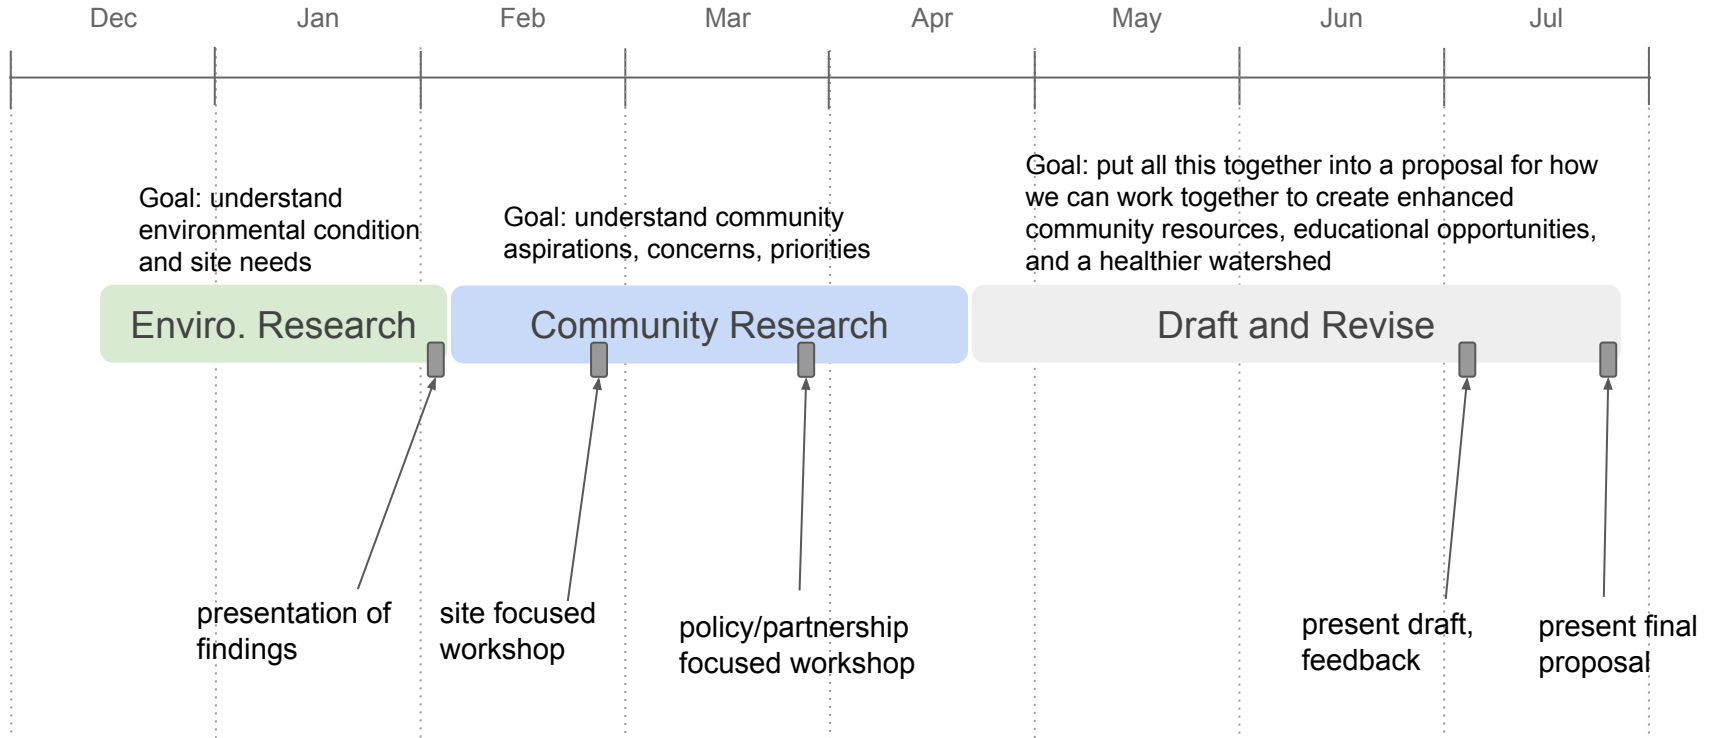 Dec Jan Feb Mar Apr May Jun Jul
Goal: understand
environmental condition
and site needs
Goal: understand community
aspirations, concerns, priorities
Goal: put all this together into a proposal for how
we can work together to create enhanced
community resources, educational opportunities,
and a healthier watershed
Enviro. Research
Community Research
Draft and Revise
presentation of
findings
site focused
workshop
policy/partnership
focused workshop
present draft,
feedback
present final
proposal